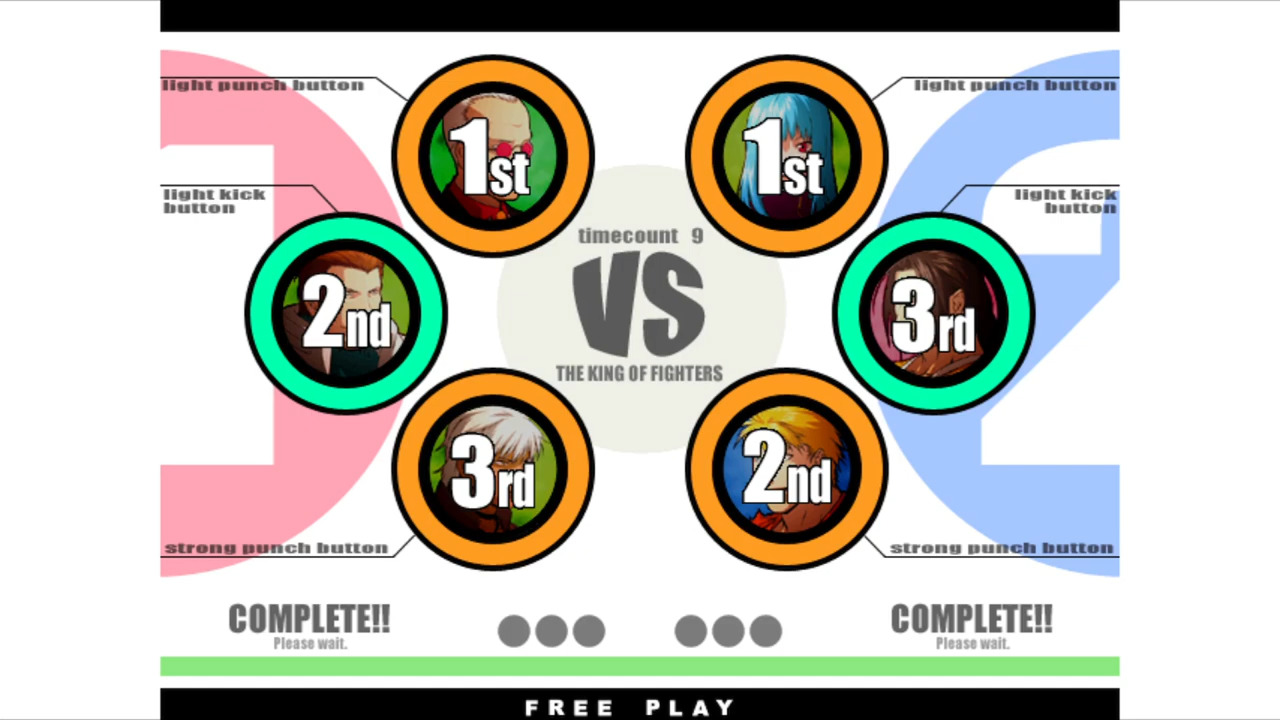 light punch button
1st
1st
light punch button
light kick
button
light kick
button
timecount 9
VS
THE KING OF FIGHTERS
2nd
3rd
3rd
2nd
strong punch button
strong punch button
COMPLETE!!
Please wait.
COMPLETE!!
Please wait.
FREE PLAY
1
2